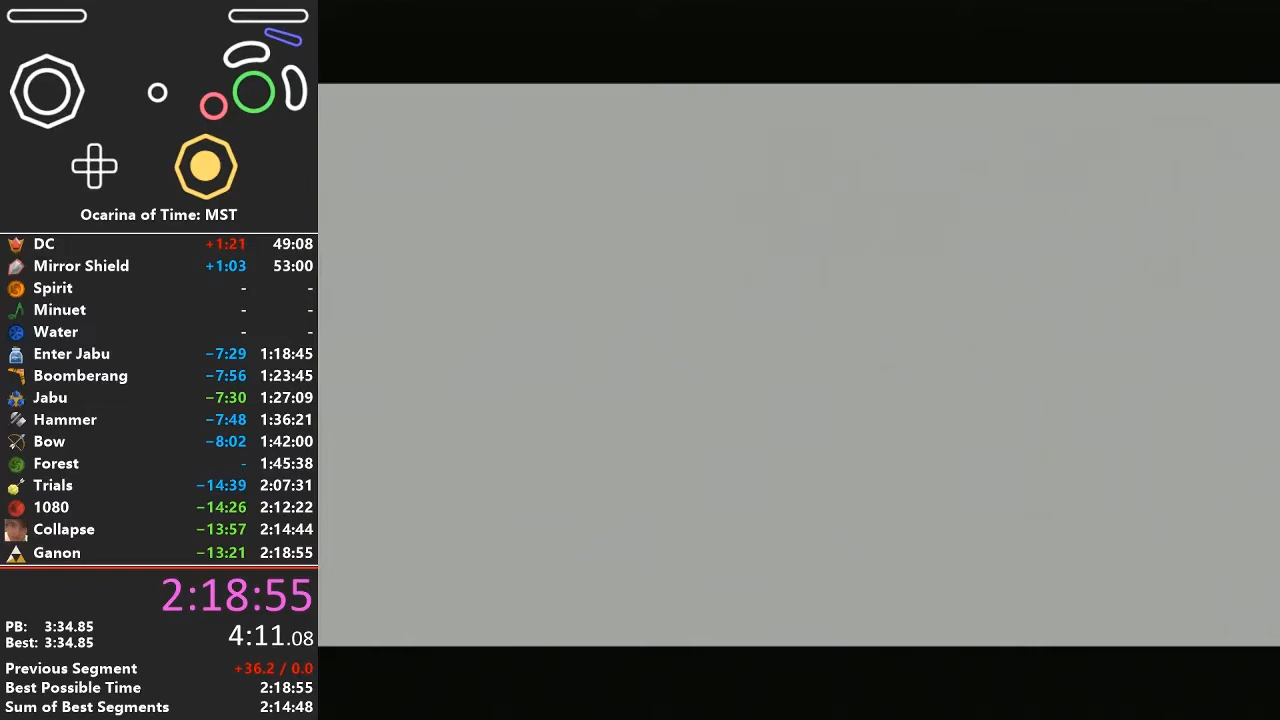 Ocarina of Time: MST
DC +1:21 49:08
Mirror Shield +1:03 53:00
Spirit - -
Minuet - -
Water - -
Enter Jabu −7:29 1:18:45
Boomberang −7:56 1:23:45
Jabu −7:30 1:27:09
Hammer −7:48 1:36:21
Bow −8:02 1:42:00
Forest - 1:45:38
Trials −14:39 2:07:31
1080 −14:26 2:12:22
Collapse −13:57 2:14:44
Ganon −13:21 2:18:55
2:18:55
PB: 3:34.85
Best: 3:34.85
4:11.08
Previous Segment +36.2 / 0.0
Best Possible Time 2:18:55
Sum of Best Segments 2:14:48